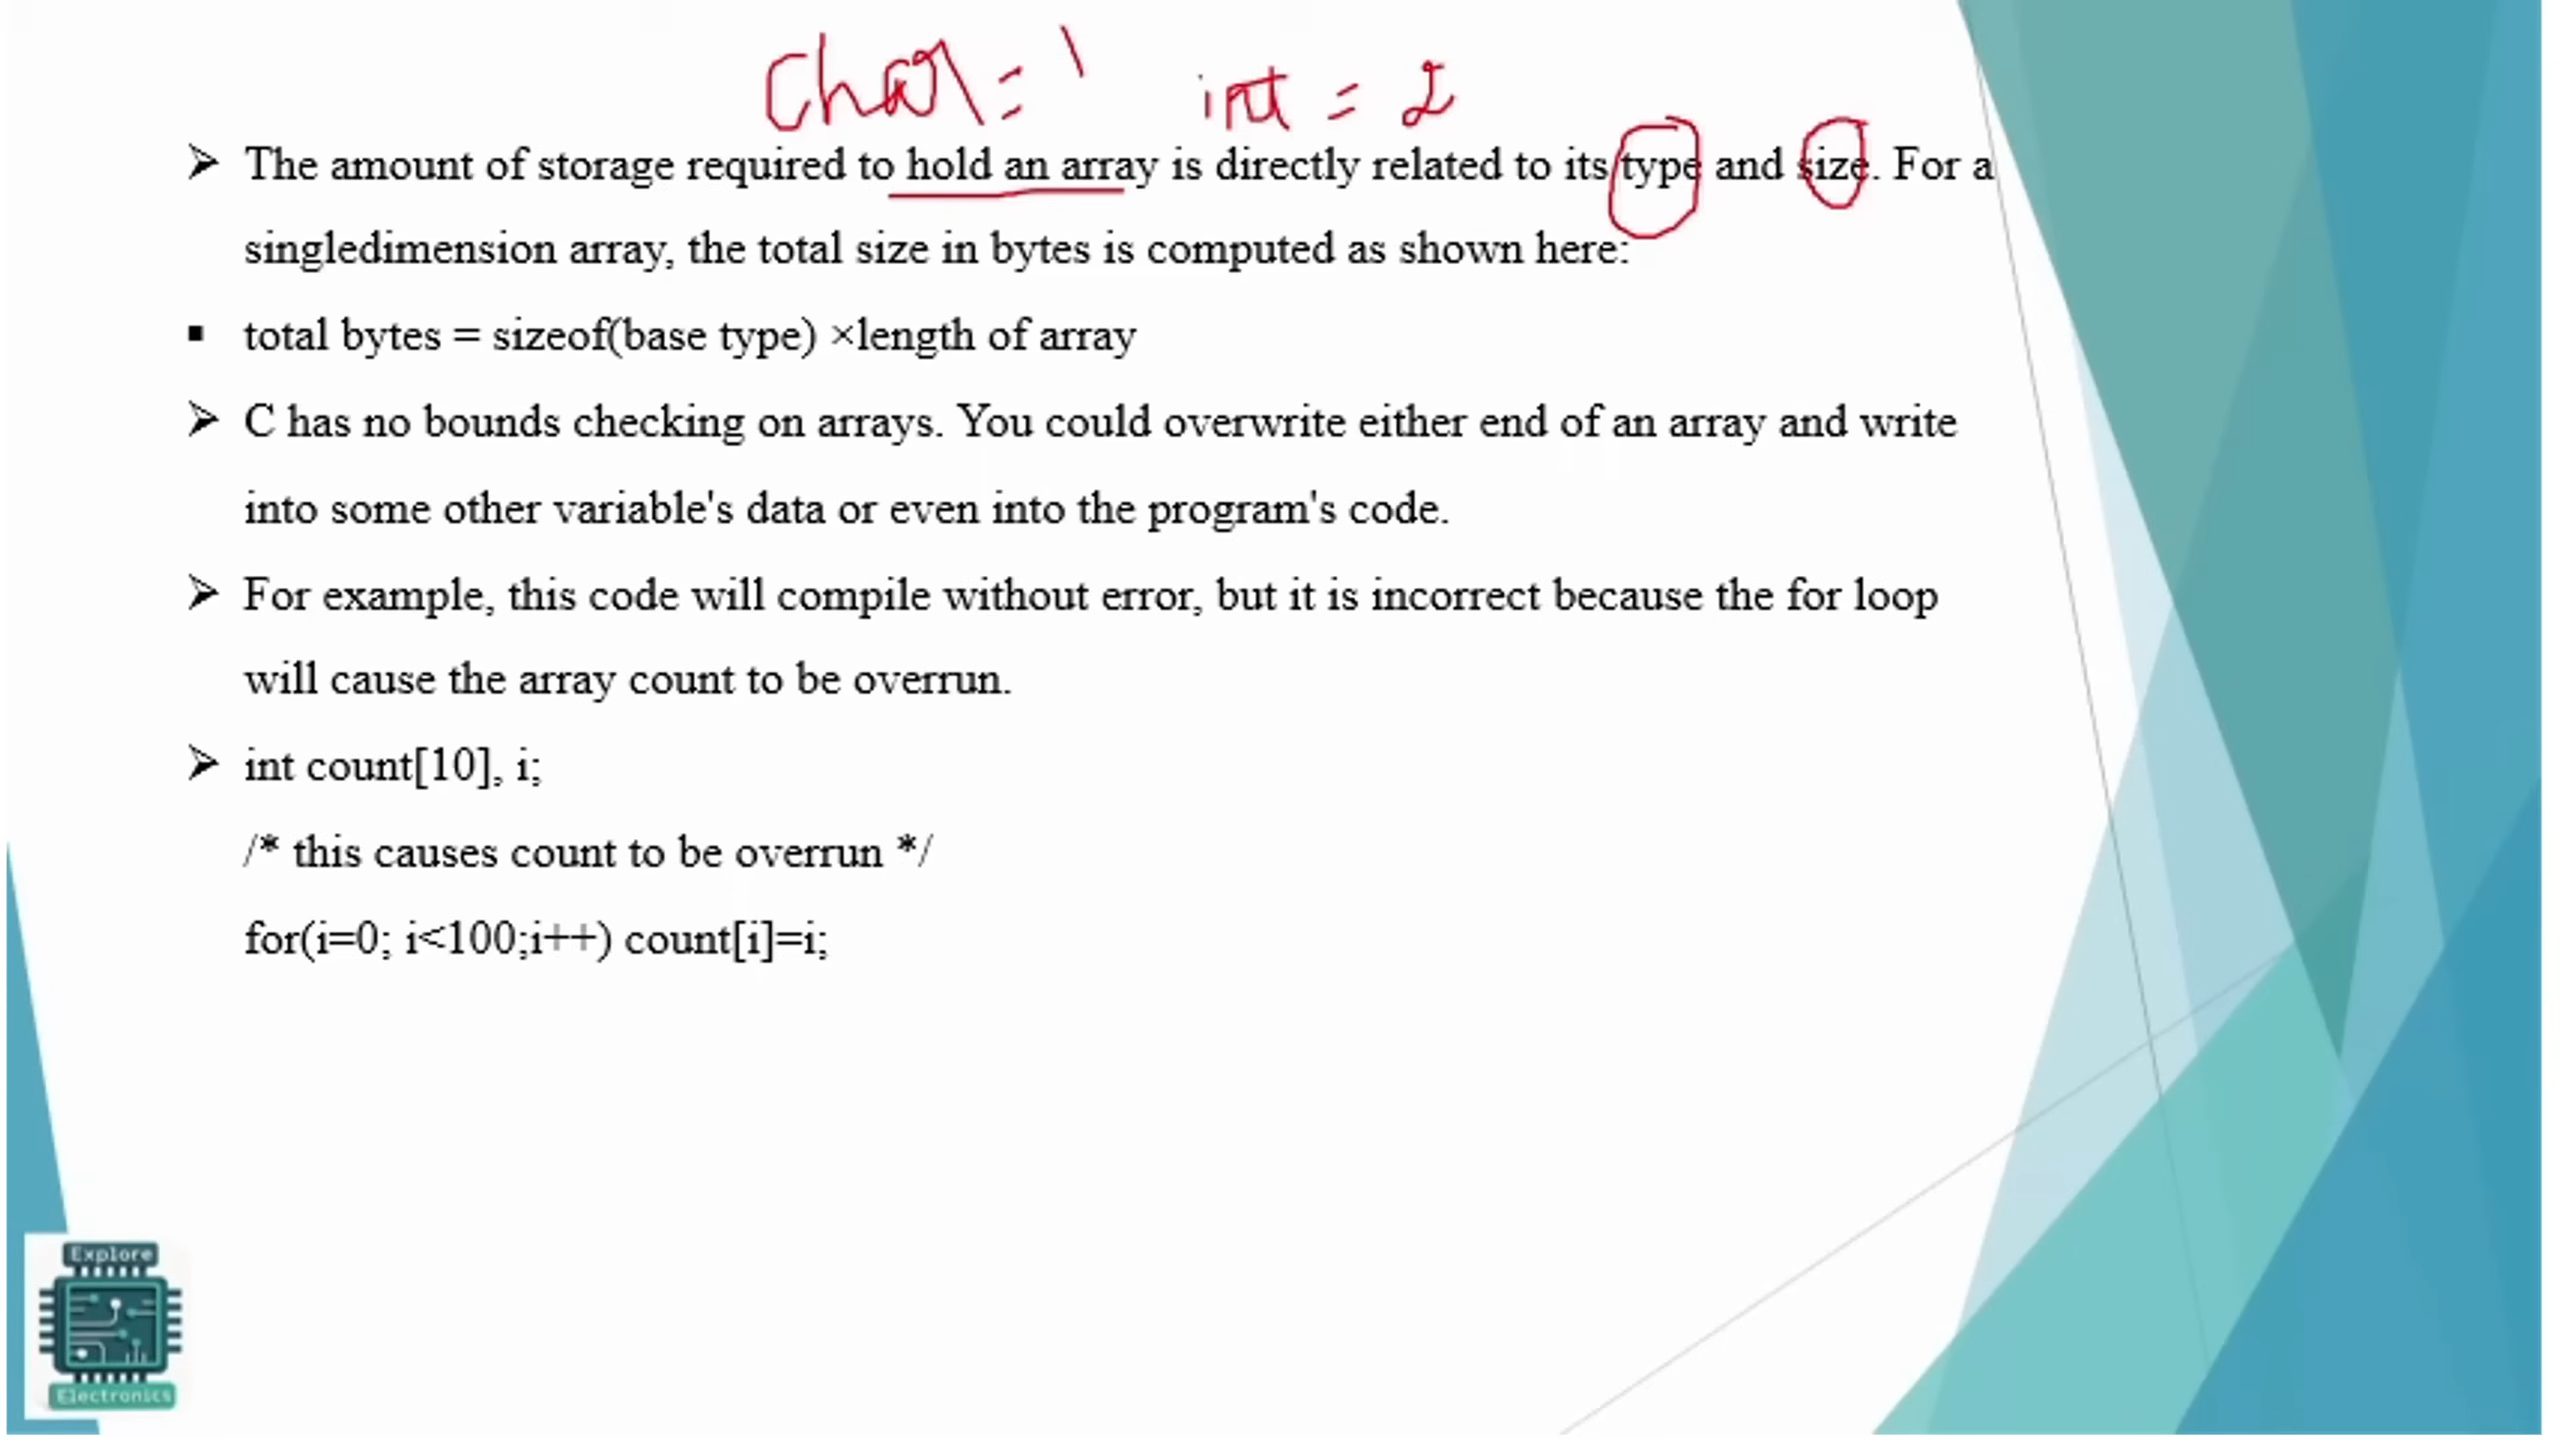 char = 1 int = 2
➢ The amount of storage required to hold an array is directly related to its type and size. For a
singledimension array, the total size in bytes is computed as shown here:
▪ total bytes = sizeof(base type) ×length of array
➢ C has no bounds checking on arrays. You could overwrite either end of an array and write
into some other variable's data or even into the program's code.
➢ For example, this code will compile without error, but it is incorrect because the for loop
will cause the array count to be overrun.
➢ int count[10], i;
/* this causes count to be overrun */
for(i=0; i<100;i++) count[i]=i;
Explore
Electronics